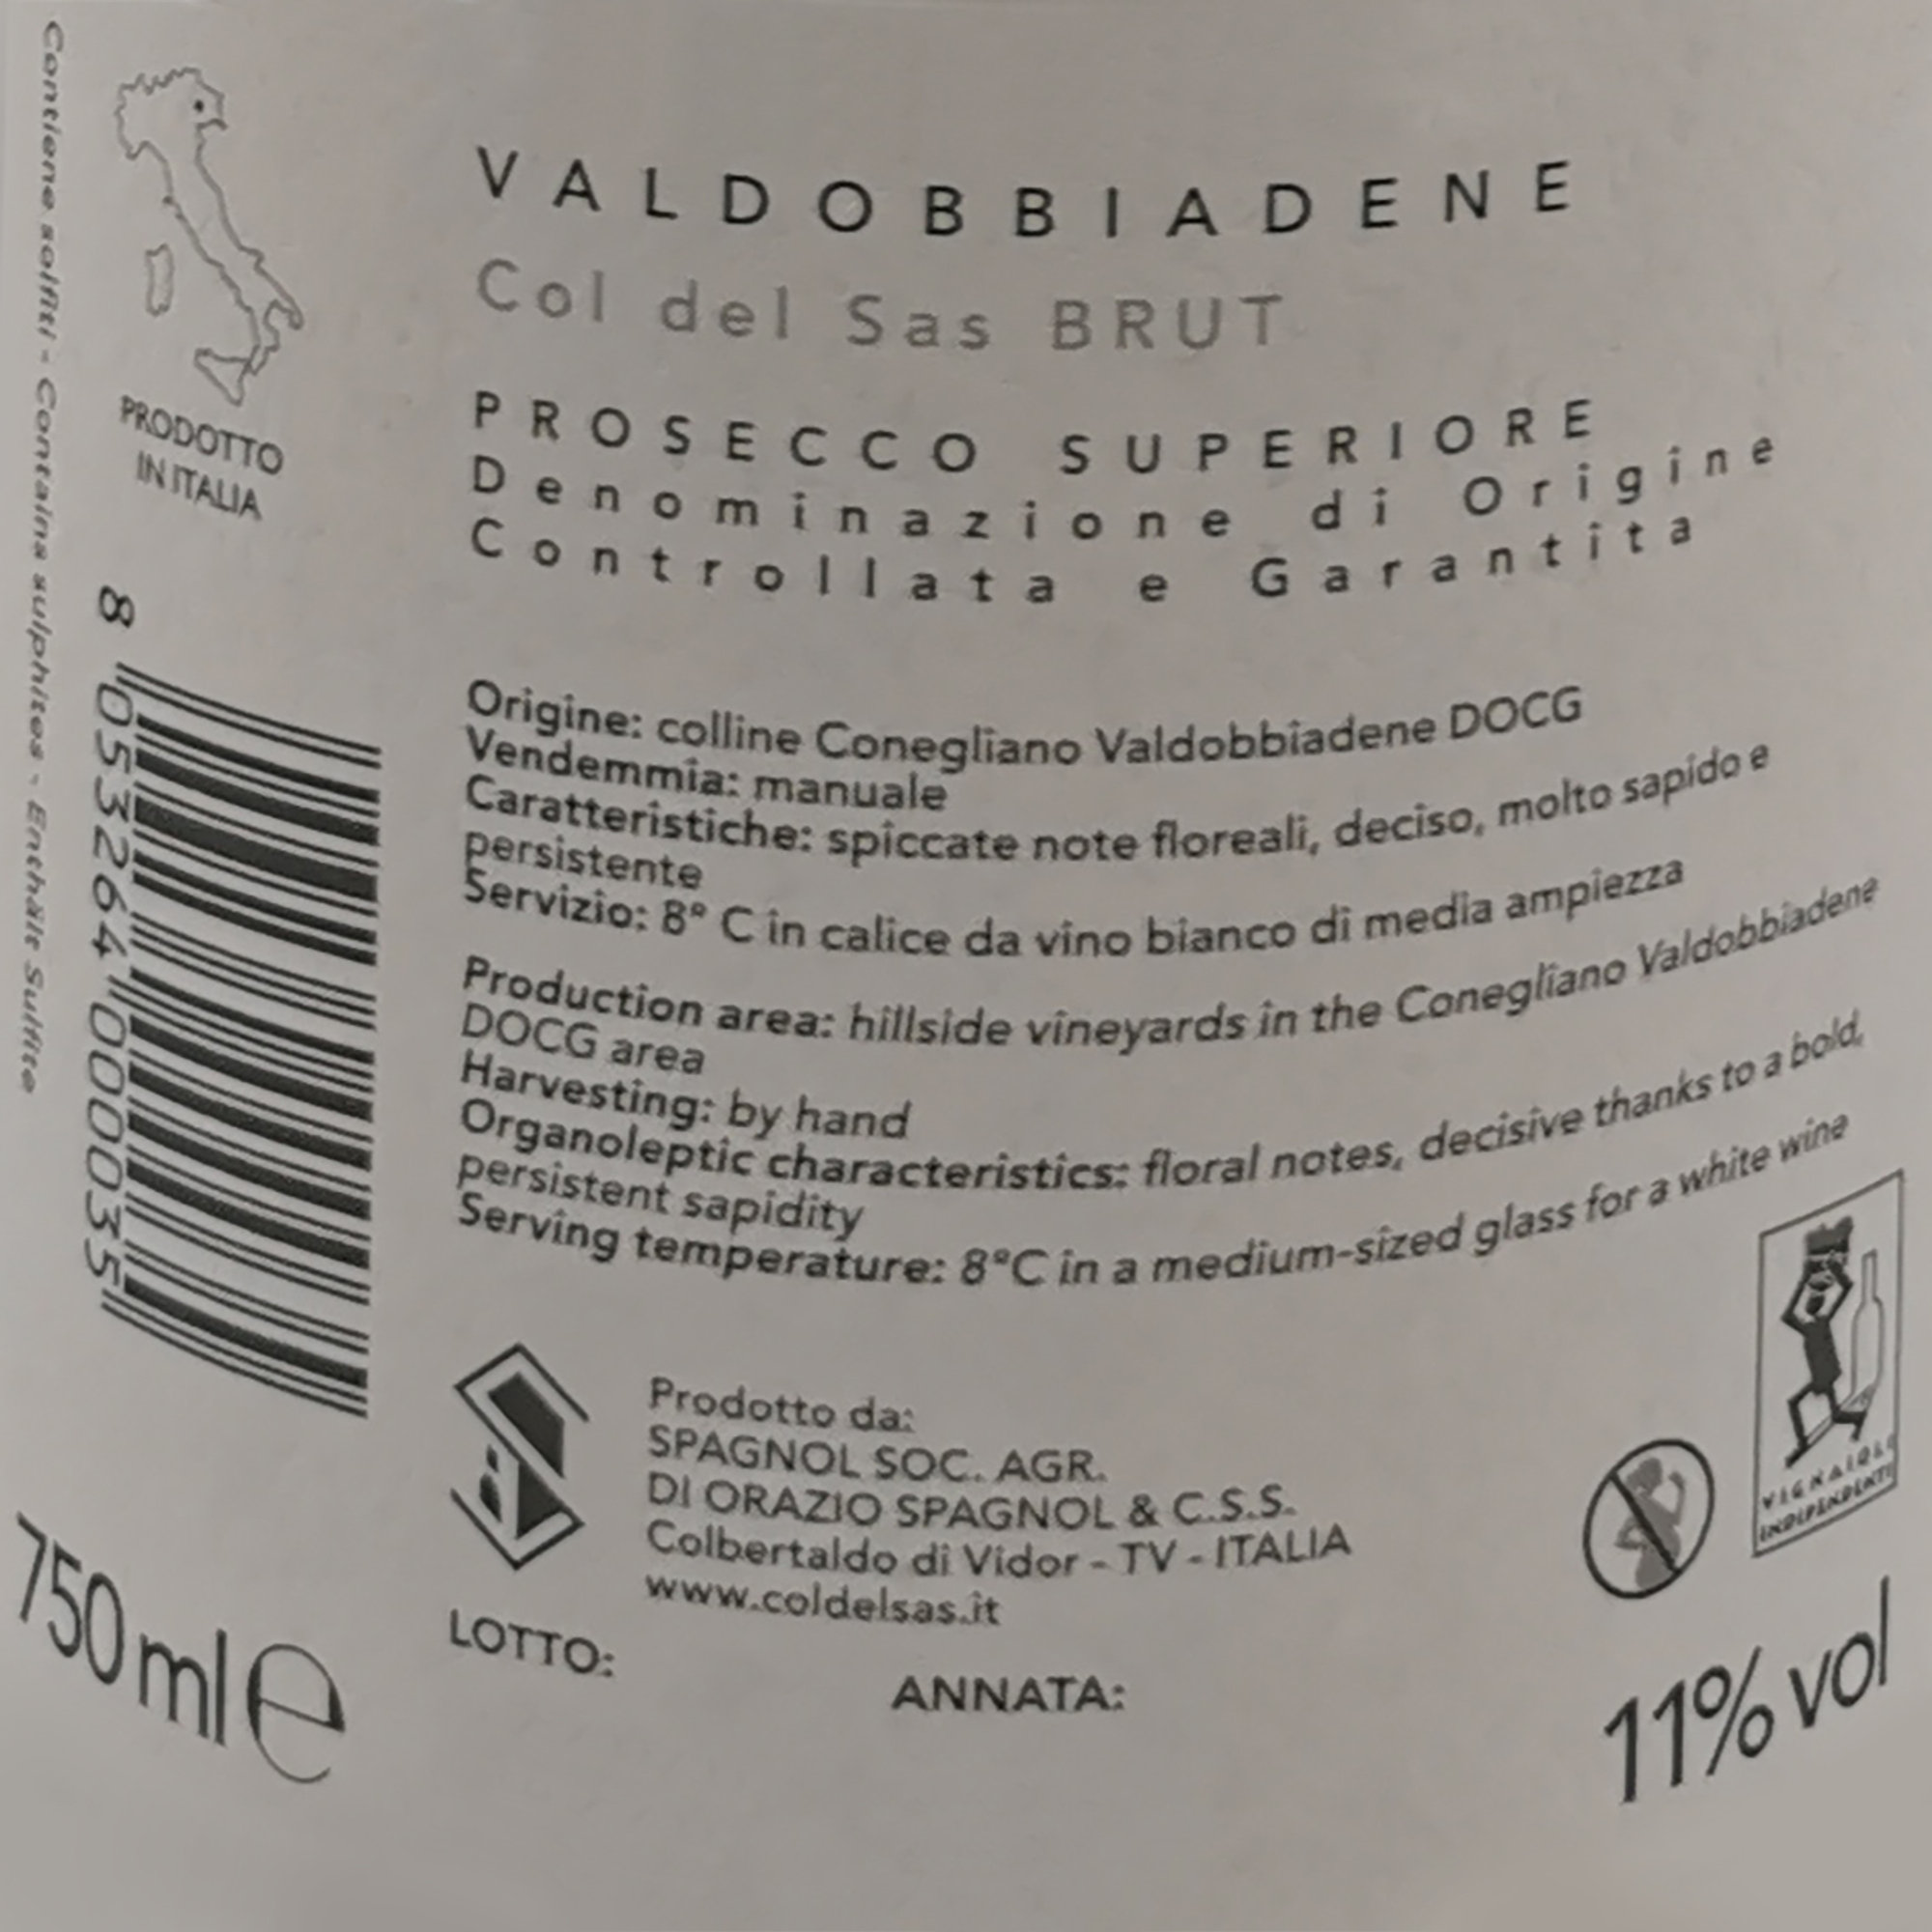 Contiene solfiti - Contains sulphites - Enthält Sulfite
PRODOTTO
IN ITALIA
8 053264 000035
750 ml e
VALDOBBIADENE
Col del Sas BRUT
PROSECCO SUPERIORE
Denominazione di Origine
Controllata e Garantita
Origine: colline Conegliano Valdobbiadene DOCG
Vendemmia: manuale
Caratteristiche: spiccate note floreali, deciso, molto sapido e
persistente
Servizio: 8° C in calice da vino bianco di media ampiezza
Production area: hillside vineyards in the Conegliano Valdobbiadene
DOCG area
Harvesting: by hand
Organoleptic characteristics: floral notes, decisive thanks to a bold,
persistent sapidity
Serving temperature: 8°C in a medium-sized glass for a white wine
Prodotto da:
SPAGNOL SOC. AGR.
DI ORAZIO SPAGNOL & C.S.S.
Colbertaldo di Vidor - TV - ITALIA
www.coldelsas.it
LOTTO:
ANNATA:
VIGNAIOLI
INDIPENDENTI
11% vol